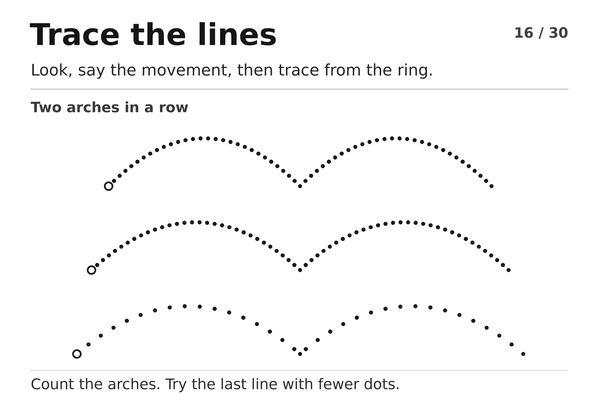 Trace the lines
16 / 30
Look, say the movement, then trace from the ring.
Two arches in a row
Count the arches. Try the last line with fewer dots.